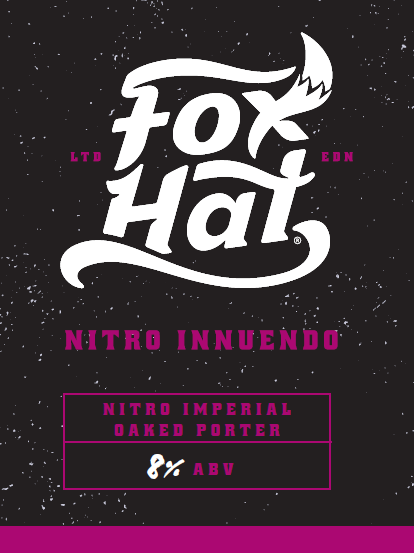 Fox
LTD EDN
Hat®
NITRO INNUENDO
NITRO IMPERIAL
OAKED PORTER
8% ABV